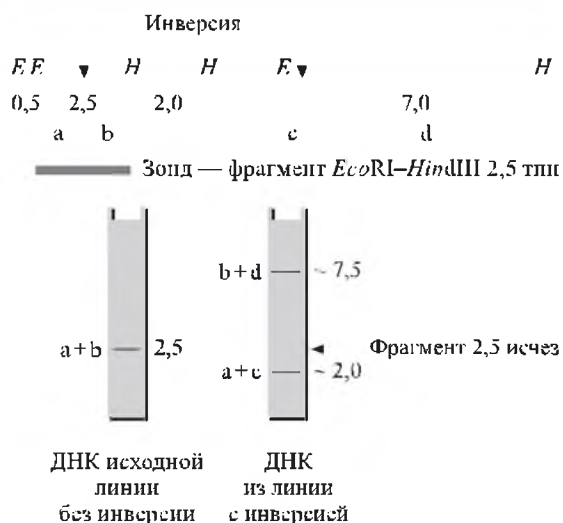 Инверсия
E E H H E H
0,5 2,5 2,0 7,0
a b c d
Зонд — фрагмент EcoRI–HindIII 2,5 тпн
b+d ~ 7,5
a+b 2,5 Фрагмент 2,5 исчез
a+c ~ 2,0
ДНК исходной
линии
без инверсии
ДНК
из линии
с инверсией